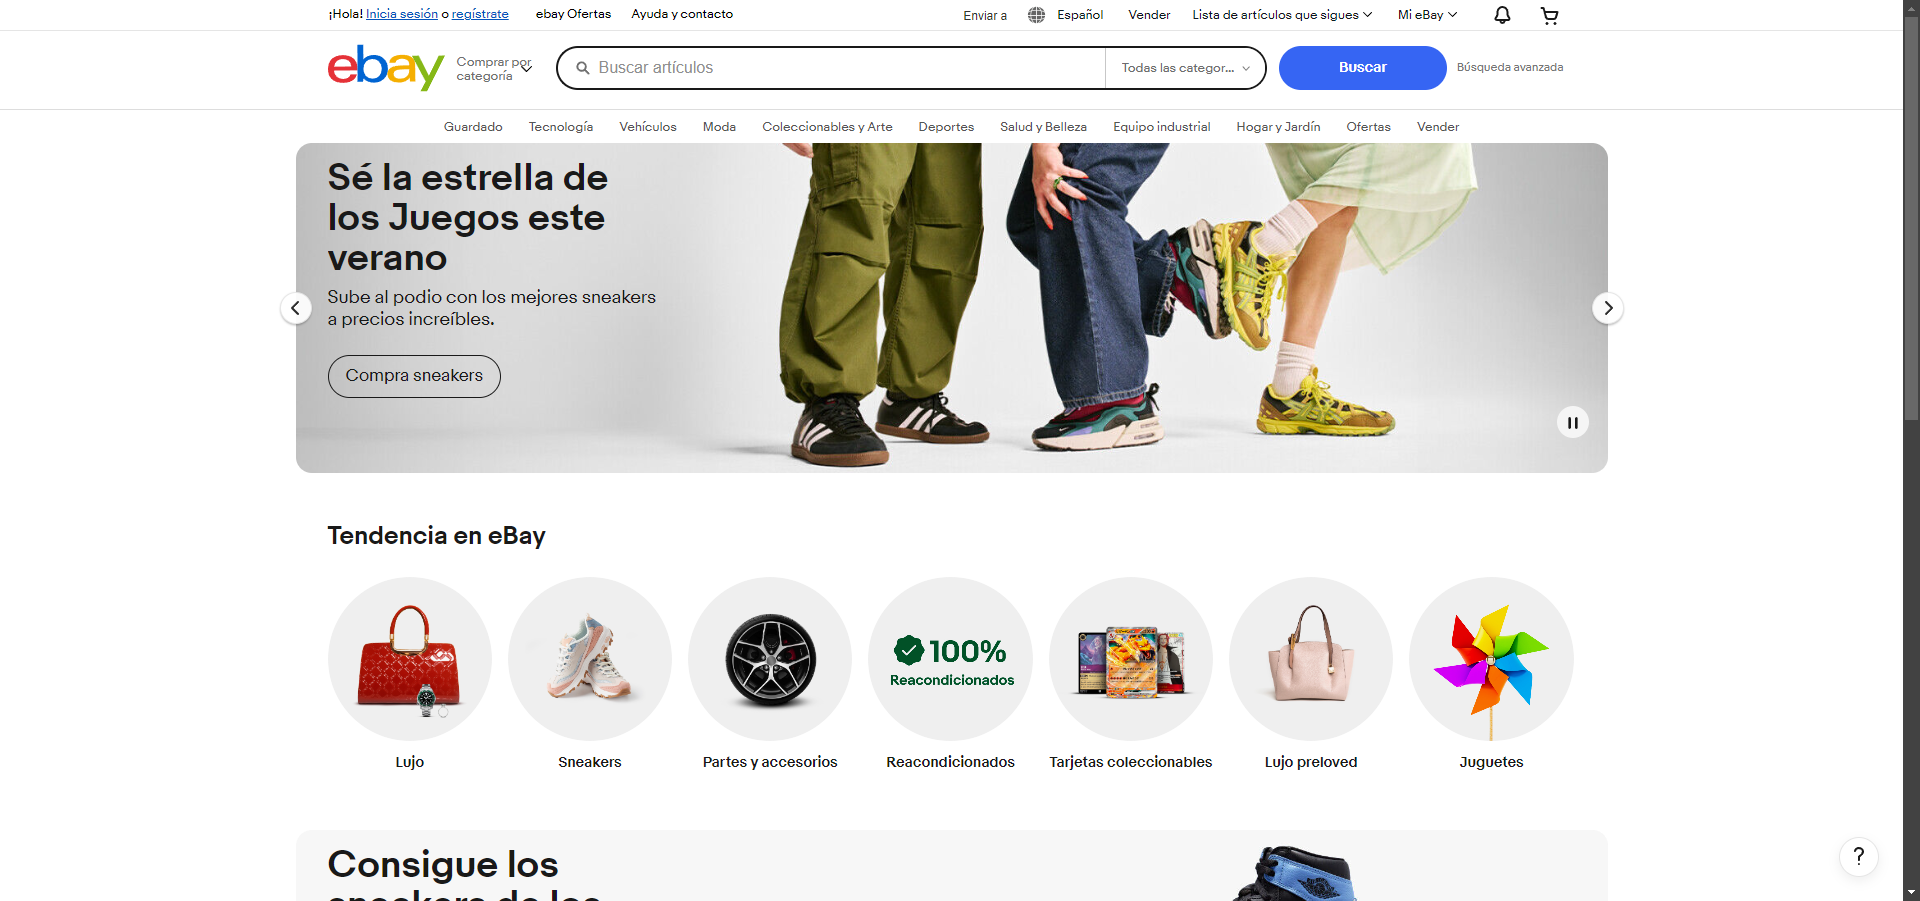 ¡Hola! Inicia sesión o regístrate
ebay Ofertas
Ayuda y contacto
Enviar a
Español
Vender
Lista de artículos que sigues
Mi eBay
ebay
Comprar por
categoría
Buscar artículos
Todas las categor...
Buscar
Búsqueda avanzada
Guardado
Tecnología
Vehículos
Moda
Coleccionables y Arte
Deportes
Salud y Belleza
Equipo industrial
Hogar y Jardín
Ofertas
Vender
Sé la estrella de
los Juegos este
verano
Sube al podio con los mejores sneakers
a precios increíbles.
Compra sneakers
Tendencia en eBay
100%
Reacondicionados
Lujo
Sneakers
Partes y accesorios
Reacondicionados
Tarjetas coleccionables
Lujo preloved
Juguetes
Consigue los
sneakers de los
?